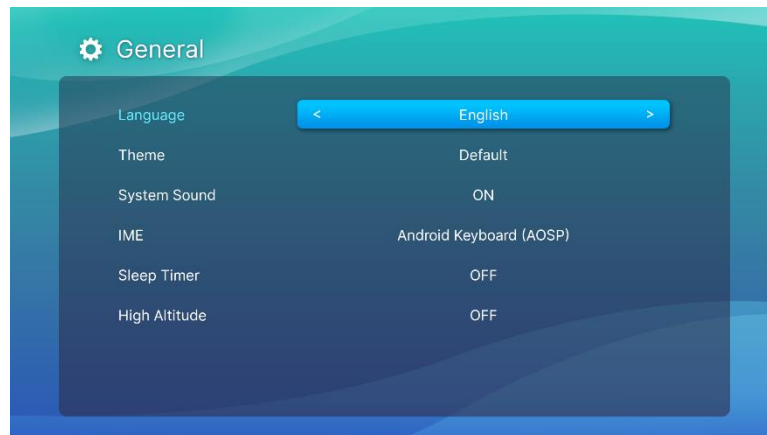 General
Language < English >
Theme Default
System Sound ON
IME Android Keyboard (AOSP)
Sleep Timer OFF
High Altitude OFF